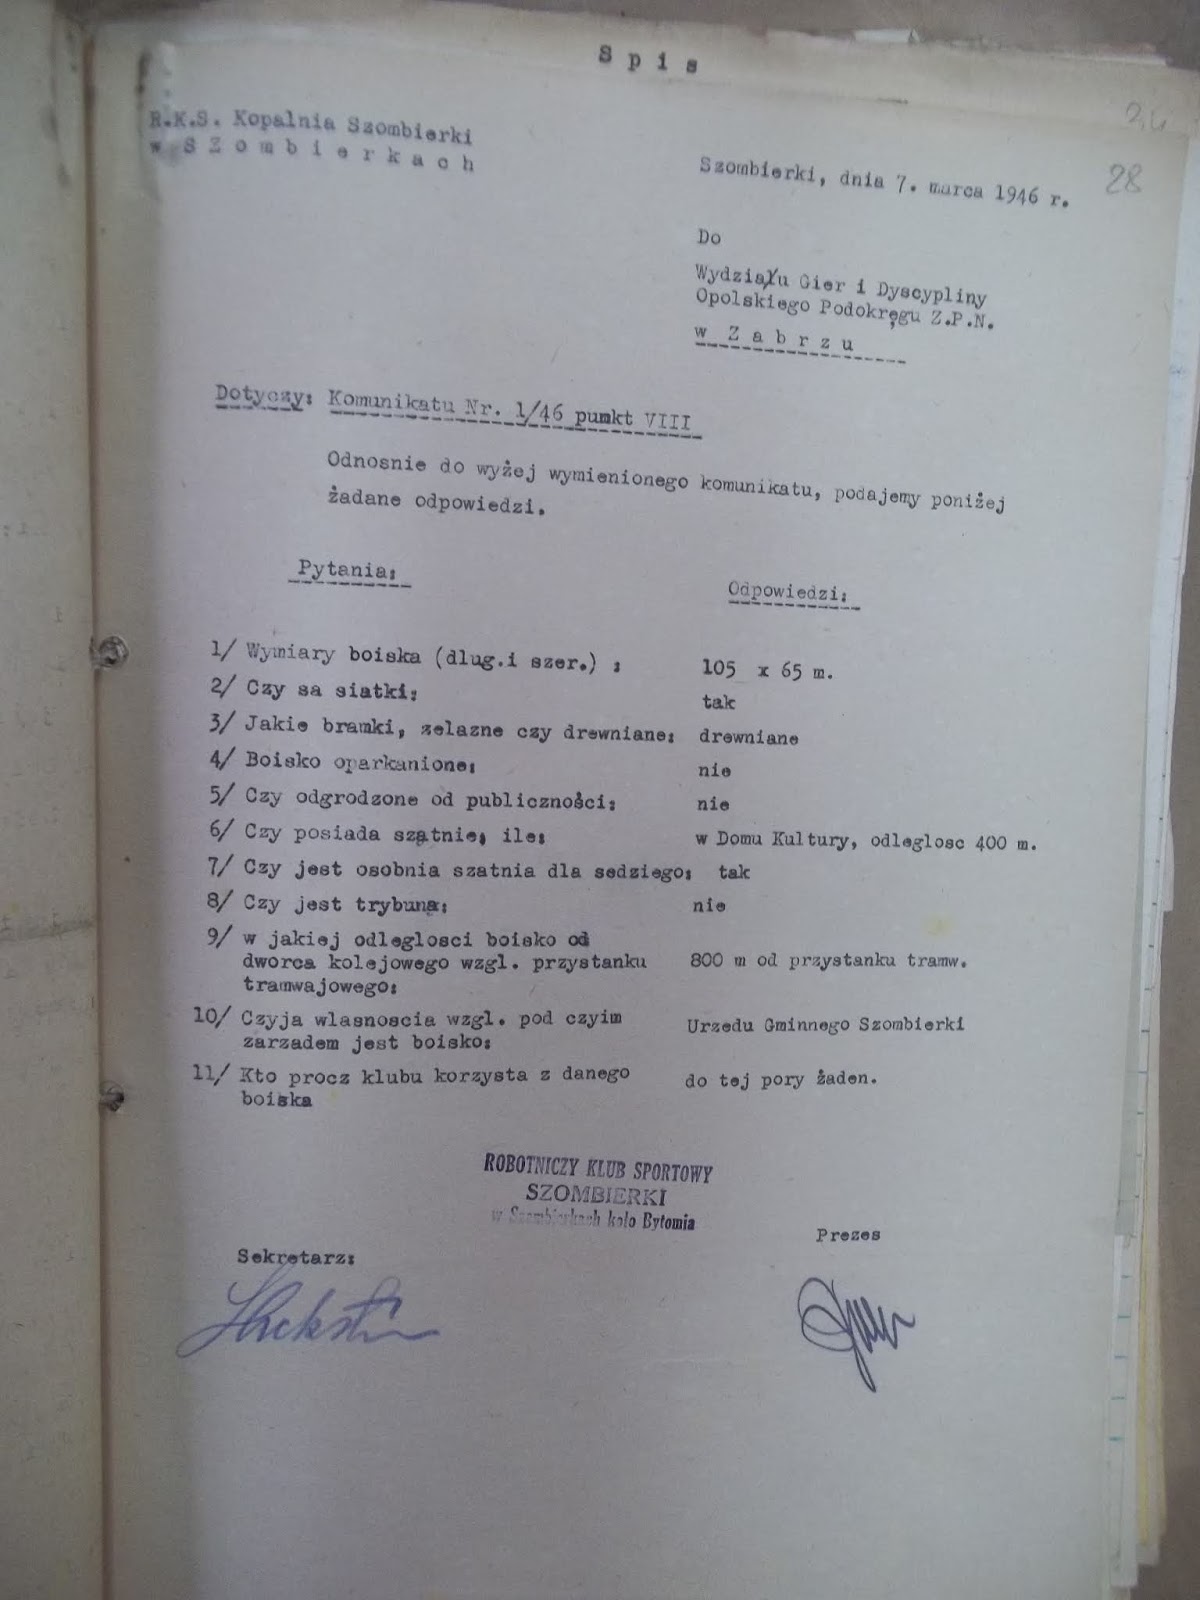 S p i s
28
R.K.S. Kopalnia Szombierki
w S Z o m b i e r k a c h
Szombierki, dnia 7. marca 1946 r.
Do
Wydziału Gier i Dyscypliny
Opolskiego Podokręgu Z.P.N.
w Z a b r z u
Dotyczy: Komunikatu Nr. 1/46 punkt VIII
Odnosnie do wyżej wymienionego komunikatu, podajemy poniżej
żadane odpowiedzi.
Pytania:
Odpowiedzi:
1/ Wymiary boiska (dlug.i szer.) : 105 x 65 m.
2/ Czy sa siatki: tak
3/ Jakie bramki, zelazne czy drewniane: drewniane
4/ Boisko oparkanione: nie
5/ Czy odgrodzone od publiczności: nie
6/ Czy posiada szatnie, ile: w Domu Kultury, odleglosc 400 m.
7/ Czy jest osobnia szatnia dla sedziego: tak
8/ Czy jest trybuna: nie
9/ w jakiej odleglosci boisko od
dworca kolejowego wzgl. przystanku 800 m od przystanku tramw.
tramwajowego:
10/ Czyja wlasnoscia wzgl. pod czyim Urzedu Gminnego Szombierki
zarzadem jest boisko:
11/ Kto procz klubu korzysta z danego do tej pory żaden.
boiska
ROBOTNICZY KLUB SPORTOWY
SZOMBIERKI
w Szombierkach koło Bytomia
Prezes
Sekretarz: